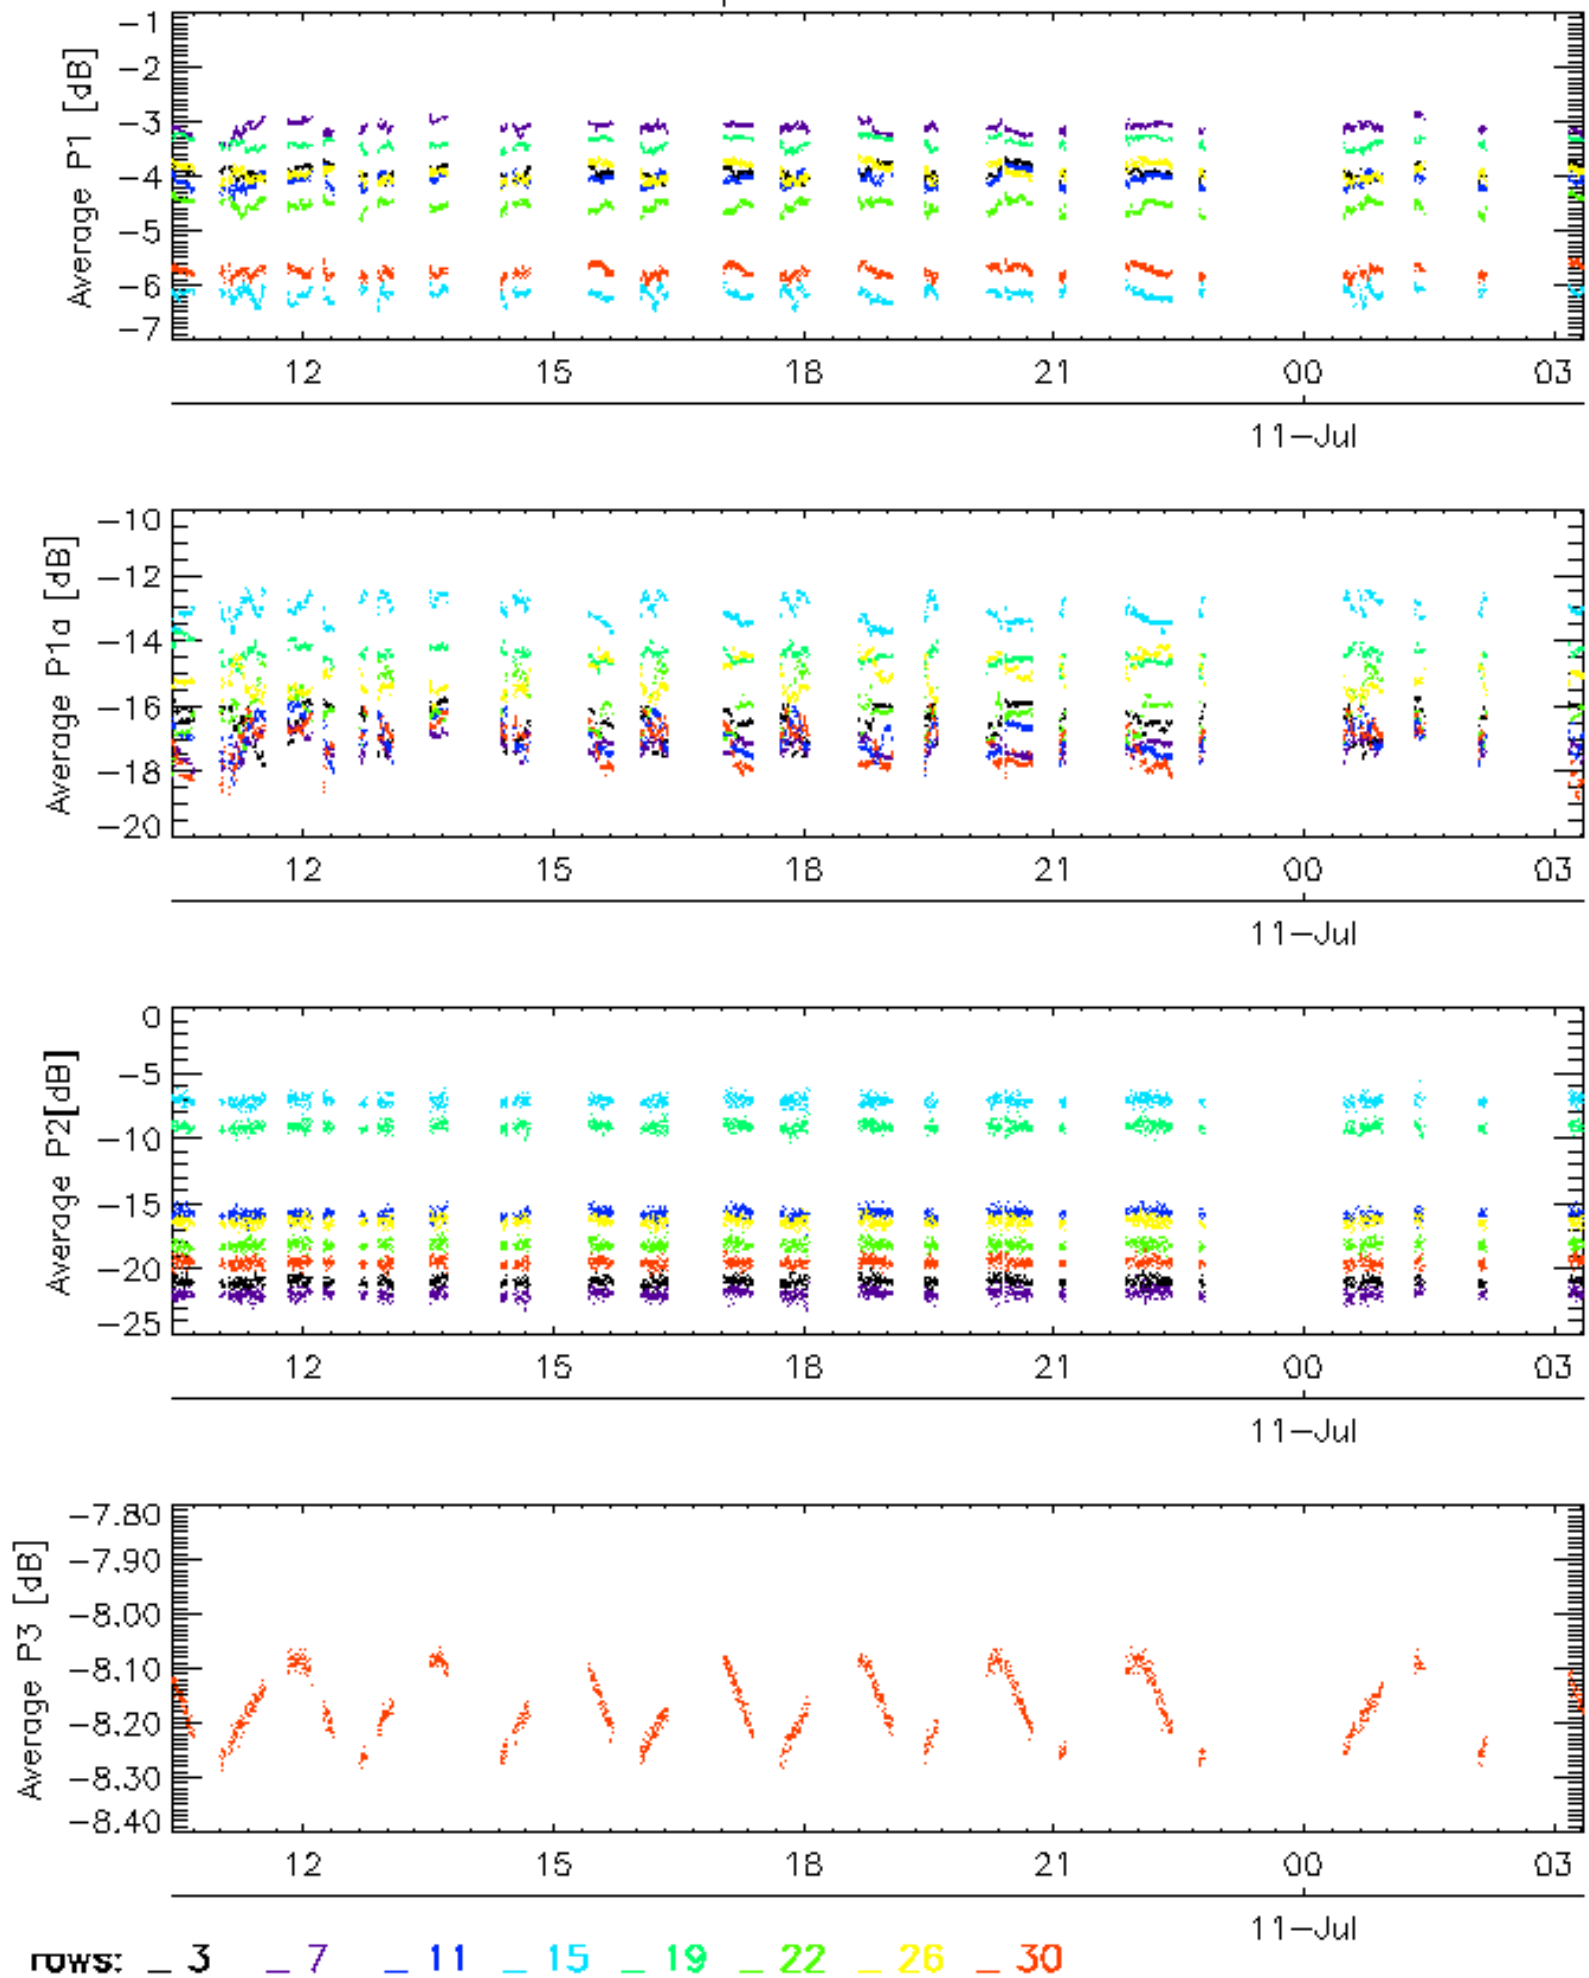 Average P1 [dB]
-1
-2
-3
-4
-5
-6
-7
12 15 18 21 00 03
11-Jul
Average P1a [dB]
-10
-12
-14
-16
-18
-20
12 15 18 21 00 03
11-Jul
Average P2[dB]
0
-5
-10
-15
-20
-25
12 15 18 21 00 03
11-Jul
Average P3 [dB]
-7.80
-7.90
-8.00
-8.10
-8.20
-8.30
-8.40
12 15 18 21 00 03
11-Jul
rows: _ 3 _ 7 _ 11 _ 15 _ 19 _ 22 _ 26 _ 30